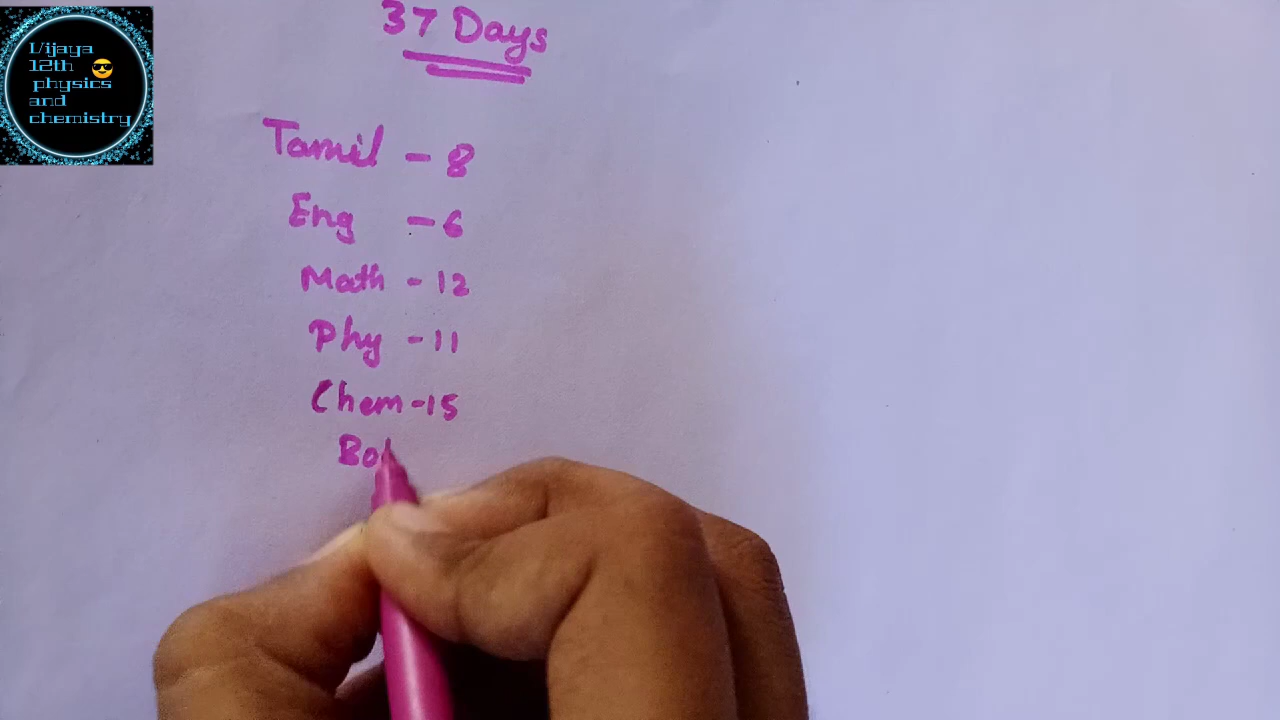 Vijaya
12th
physics
and
chemistry
37 Days
Tamil - 8
Eng - 6
Math - 12
Phy - 11
Chem - 15